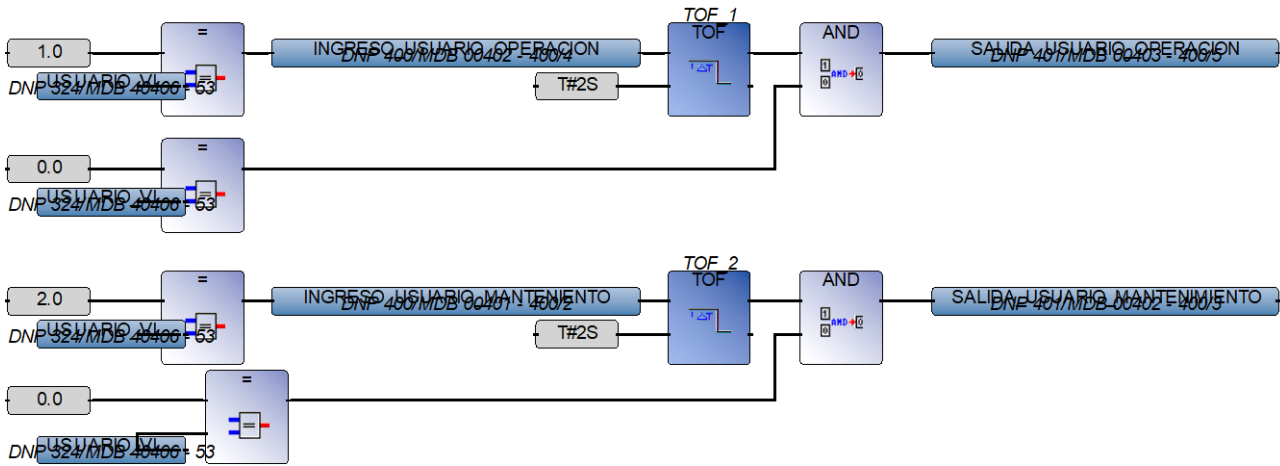 TOF_1
= TOF AND
1.0 INGRESO_USUARIO_OPERACION SALIDA_USUARIO_OPERACION
DNP 400/MDB 00402 - 400/4 DNP 401/MDB 00403 - 400/5
USUARIO_VL T#2S
DNP 324/MDB 40406 - 53
=
0.0
USUARIO_VL
DNP 324/MDB 40406 - 53
TOF_2
= TOF AND
2.0 INGRESO_USUARIO_MANTENIENTO SALIDA_USUARIO_MANTENIMIENTO
DNP 400/MDB 00401 - 400/2 DNP 401/MDB 00402 - 400/3
USUARIO_VL T#2S
DNP 324/MDB 40406 - 53
=
0.0
USUARIO_VL
DNP 324/MDB 40406 - 53